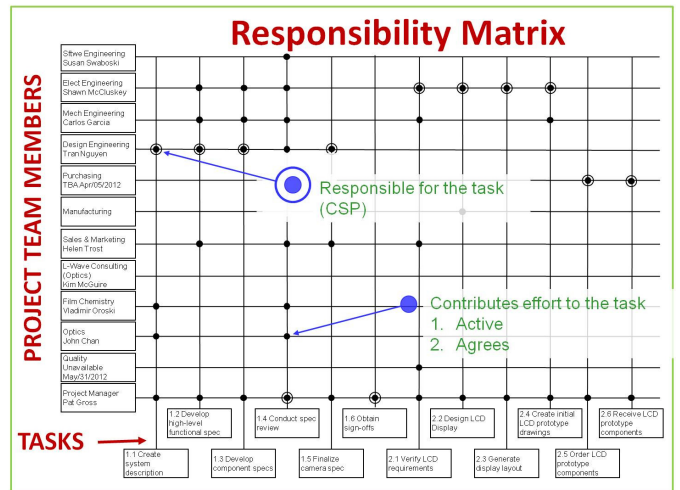 Responsibility Matrix
PROJECT TEAM MEMBERS
Sftwe Engineering
Susan Swaboski
Elect Engineering
Shawn McCluskey
Mech Engineering
Carlos Garcia
Design Engineering
Tran Nguyen
Purchasing
TBA Apr/05/2012
Manufacturing
Sales & Marketing
Helen Trost
L-Wave Consulting
(Optics)
Kim McGuire
Film Chemistry
Vladimir Oroski
Optics
John Chan
Quality
Unavailable
May/31/2012
Project Manager
Pat Gross
Responsible for the task
(CSP)
Contributes effort to the task
1. Active
2. Agrees
TASKS
1.1 Create
system
description
1.2 Develop
high-level
functional spec
1.3 Develop
component specs
1.4 Conduct spec
review
1.5 Finalize
camera spec
1.6 Obtain
sign-offs
2.1 Verify LCD
requirements
2.2 Design LCD
Display
2.3 Generate
display layout
2.4 Create initial
LCD prototype
drawings
2.5 Order LCD
prototype
components
2.6 Receive LCD
prototype
components